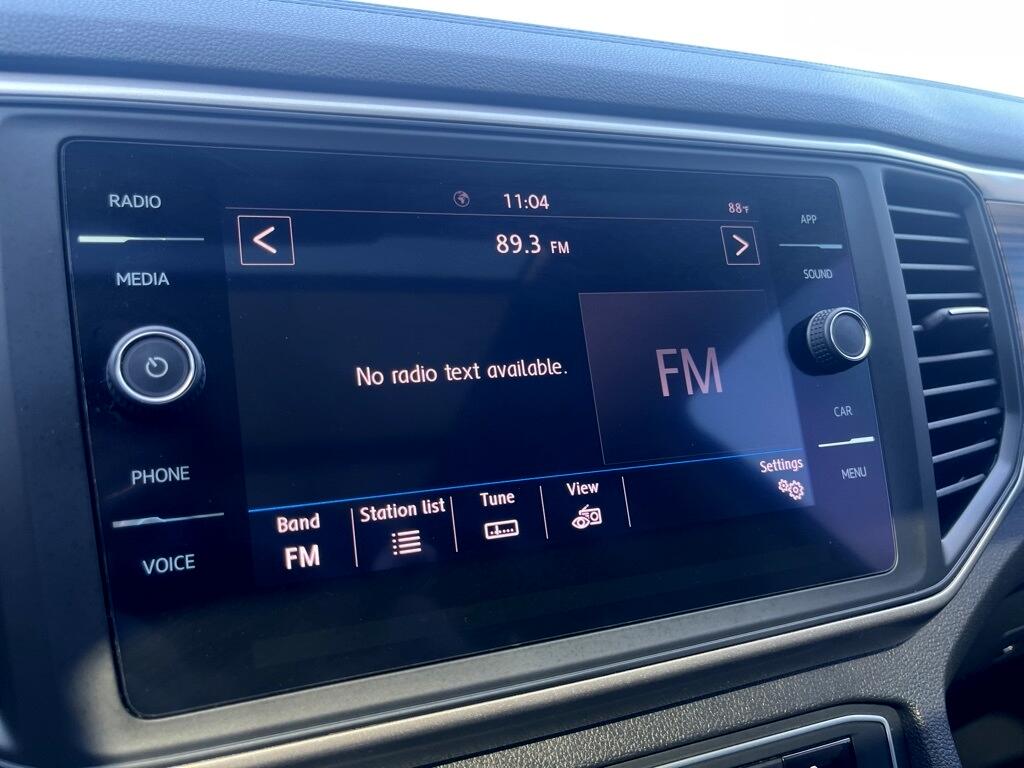 RADIO
MEDIA
PHONE
VOICE
11:04
88°F
89.3 FM
No radio text available.
FM
Band
FM
Station list
Tune
View
Settings
APP
SOUND
CAR
MENU